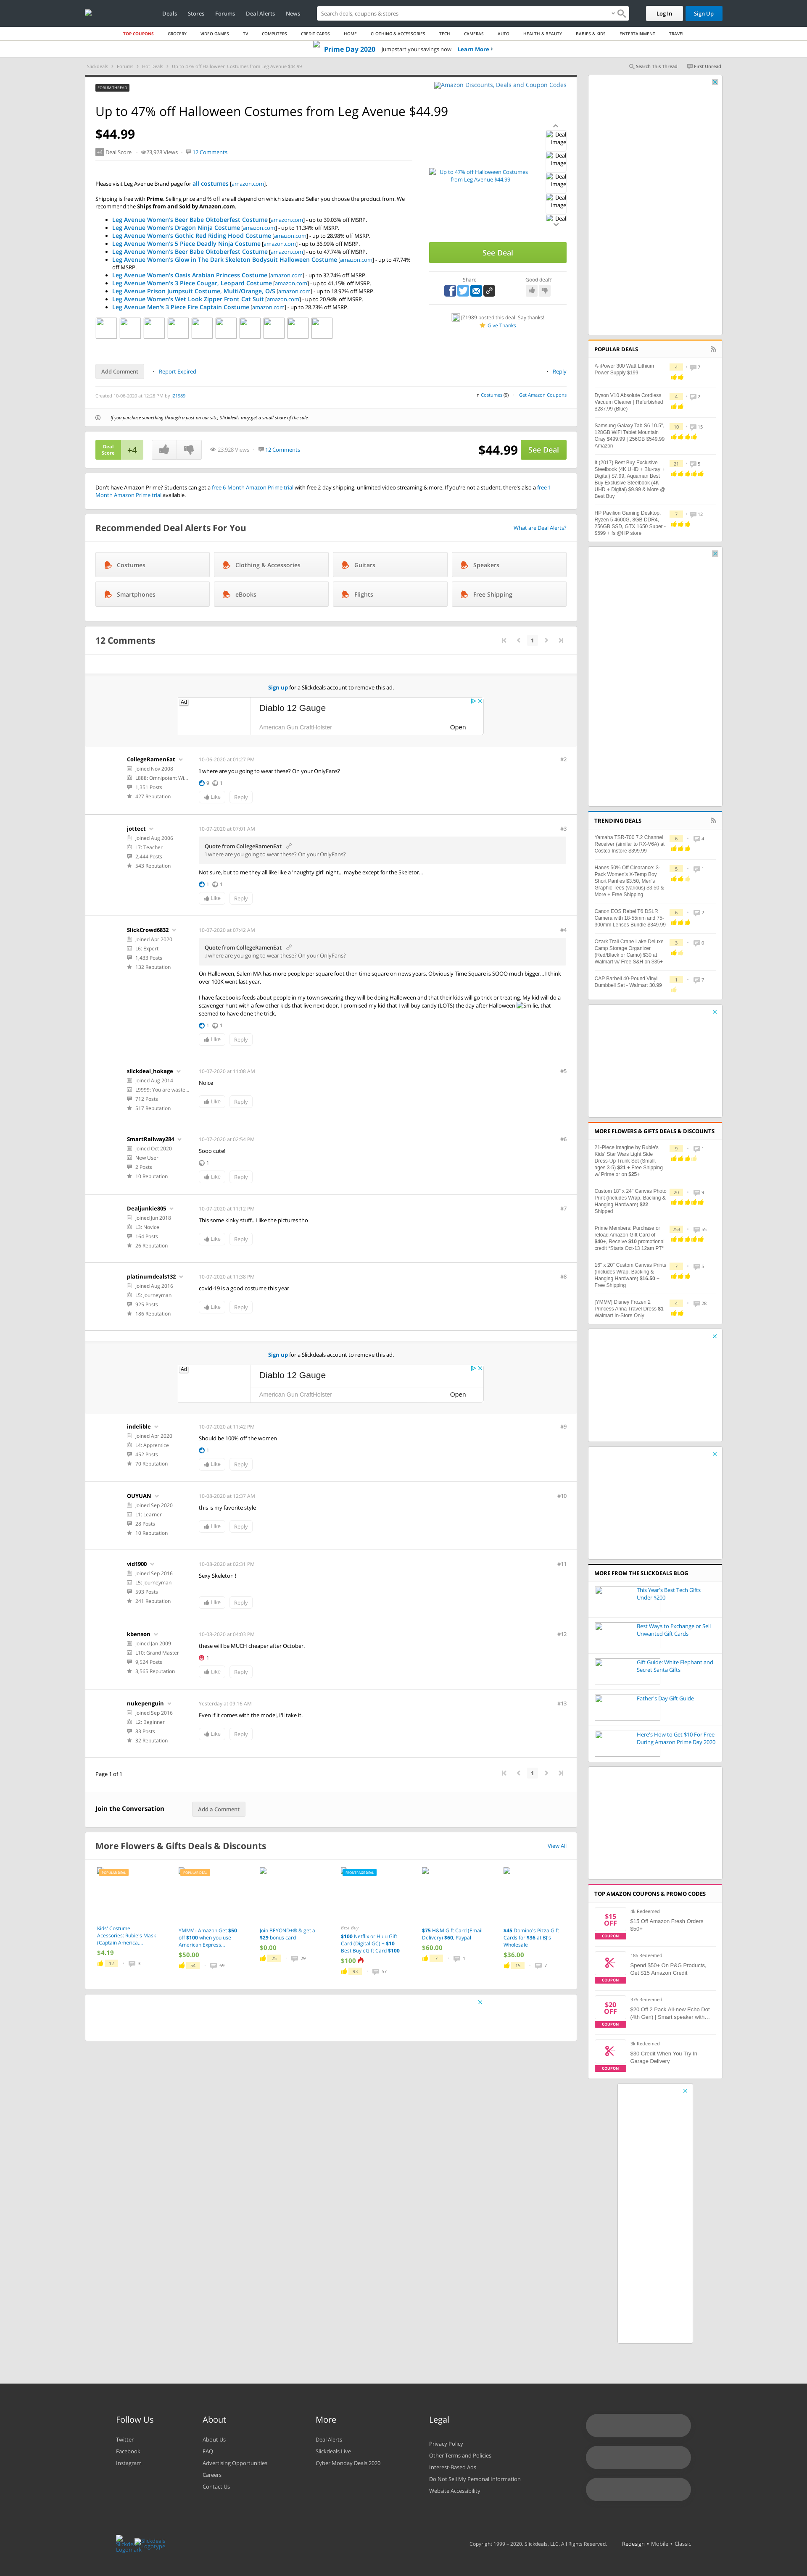 Deals Stores Forums Deal Alerts News
Search deals, coupons & stores
Log In Sign Up
TOP COUPONS GROCERY VIDEO GAMES TV COMPUTERS CREDIT CARDS HOME CLOTHING & ACCESSORIES TECH CAMERAS AUTO HEALTH & BEAUTY BABIES & KIDS ENTERTAINMENT TRAVEL
Prime Day 2020 Jumpstart your savings now Learn More
Slickdeals Forums Hot Deals Up to 47% off Halloween Costumes from Leg Avenue $44.99
Search This Thread First Unread
FORUM THREAD
Amazon Discounts, Deals and Coupon Codes
Up to 47% off Halloween Costumes from Leg Avenue $44.99
$44.99
+4 Deal Score 23,928 Views 12 Comments
Please visit Leg Avenue Brand page for all costumes [amazon.com].
Shipping is free with Prime. Selling price and % off is dependent on which sizes and Seller you choose the product from. We
recommend the Ships from and Sold by Amazon.com.
Leg Avenue Women's Beer Babe Oktoberfest Costume [amazon.com] - up to 39.03% off MSRP.
Leg Avenue Women's Dragon Ninja Costume [amazon.com] - up to 11.34% off MSRP.
Leg Avenue Women's Gothic Red Riding Hood Costume [amazon.com] - up to 28.98% off MSRP.
Leg Avenue Women's 5 Piece Deadly Ninja Costume [amazon.com] - up to 36.99% off MSRP.
Leg Avenue Women's Beer Babe Oktoberfest Costume [amazon.com] - up to 47.74% off MSRP.
Leg Avenue Women's Glow in The Dark Skeleton Bodysuit Halloween Costume [amazon.com] - up to 47.74%
off MSRP.
Leg Avenue Women's Oasis Arabian Princess Costume [amazon.com] - up to 32.74% off MSRP.
Leg Avenue Women's 3 Piece Cougar, Leopard Costume [amazon.com] - up to 41.15% off MSRP.
Leg Avenue Prison Jumpsuit Costume, Multi/Orange, O/S [amazon.com] - up to 18.92% off MSRP.
Leg Avenue Women's Wet Look Zipper Front Cat Suit [amazon.com] - up to 20.94% off MSRP.
Leg Avenue Men's 3 Piece Fire Captain Costume [amazon.com] - up to 28.23% off MSRP.
Up to 47% off Halloween Costumes
from Leg Avenue $44.99
Deal
Image
Deal
Image
Deal
Image
Deal
Image
Deal
See Deal
Share Good deal?
JZ1989 posted this deal. Say thanks!
Give Thanks
Add Comment Report Expired Reply
Created 10-06-2020 at 12:28 PM by JZ1989
Costumes (9) Get Amazon Coupons
If you purchase something through a post on our site, Slickdeals may get a small share of the sale.
Deal
Score +4 23,928 Views 12 Comments $44.99 See Deal
Don't have Amazon Prime? Students can get a free 6-Month Amazon Prime trial with free 2-day shipping, unlimited video streaming & more. If you're not a student, there's also a free 1-
Month Amazon Prime trial available.
Recommended Deal Alerts For You What are Deal Alerts?
Costumes Clothing & Accessories Guitars Speakers
Smartphones eBooks Flights Free Shipping
12 Comments 1
Sign up for a Slickdeals account to remove this ad.
Ad
Diablo 12 Gauge
American Gun CraftHolster Open
CollegeRamenEat 10-06-2020 at 01:27 PM #2
Joined Nov 2008
L888: Omnipotent Wi...
1,351 Posts
427 Reputation
where are you going to wear these? On your OnlyFans?
9 1
Like Reply
jottect 10-07-2020 at 07:01 AM #3
Joined Aug 2006
L7: Teacher
2,444 Posts
543 Reputation
Quote from CollegeRamenEat
where are you going to wear these? On your OnlyFans?
Not sure, but to me they all like like a 'naughty girl' night... maybe except for the Skeletor...
1 1
Like Reply
SlickCrowd6832 10-07-2020 at 07:42 AM #4
Joined Apr 2020
L6: Expert
1,433 Posts
132 Reputation
Quote from CollegeRamenEat
where are you going to wear these? On your OnlyFans?
On Halloween, Salem MA has more people per square foot then time square on news years. Obviously Time Square is SOOO much bigger... I think
over 100K went last year.
I have facebooks feeds about people in my town swearing they will be doing Halloween and that their kids will go trick or treating. My kid will do a
scavenger hunt with a few other kids that live next door. I promised my kid that I will buy candy (LOTS) the day after Halloween Smile, that
seemed to have done the trick.
1 1
Like Reply
slickdeal_hokage 10-07-2020 at 11:08 AM #5
Joined Aug 2014
L9999: You are waste...
712 Posts
517 Reputation
Noice
Like Reply
SmartRailway284 10-07-2020 at 02:54 PM #6
Joined Oct 2020
New User
2 Posts
10 Reputation
Sooo cute!
1
Like Reply
Dealjunkie805 10-07-2020 at 11:12 PM #7
Joined Jun 2018
L3: Novice
164 Posts
26 Reputation
This some kinky stuff...I like the pictures tho
Like Reply
platinumdeals132 10-07-2020 at 11:38 PM #8
Joined Aug 2016
L5: Journeyman
925 Posts
186 Reputation
covid-19 is a good costume this year
Like Reply
Sign up for a Slickdeals account to remove this ad.
Ad
Diablo 12 Gauge
American Gun CraftHolster Open
indelible 10-07-2020 at 11:42 PM #9
Joined Apr 2020
L4: Apprentice
452 Posts
70 Reputation
Should be 100% off the women
1
Like Reply
OUYUAN 10-08-2020 at 12:37 AM #10
Joined Sep 2020
L1: Learner
28 Posts
10 Reputation
this is my favorite style
Like Reply
vid1900 10-08-2020 at 02:31 PM #11
Joined Sep 2016
L5: Journeyman
593 Posts
241 Reputation
Sexy Skeleton !
Like Reply
kbenson 10-08-2020 at 04:03 PM #12
Joined Jan 2009
L10: Grand Master
9,524 Posts
3,565 Reputation
these will be MUCH cheaper after October.
1
Like Reply
nukepenguin Yesterday at 09:16 AM #13
Joined Sep 2016
L2: Beginner
83 Posts
32 Reputation
Even if it comes with the model, I'll take it.
Like Reply
Page 1 of 1 1
Join the Conversation Add a Comment
More Flowers & Gifts Deals & Discounts View All
Kids' Costume
Acessories: Rubie's Mask
(Captain America,...
$4.19
12 3
YMMV - Amazon Get $50
off $100 when you use
American Express...
$50.00
54 69
Join BEYOND+® & get a
$29 bonus card
$0.00
25 29
FRONTPAGE DEAL
Best Buy
$100 Netflix or Hulu Gift
Card (Digital GC) + $10
Best Buy eGift Card $100
$100
93 57
$75 H&M Gift Card (Email
Delivery) $60. Paypal
$60.00
7 1
$45 Domino's Pizza Gift
Cards for $36 at BJ's
Wholesale
$36.00
15 7
POPULAR DEALS
A-iPower 300 Watt Lithium
Power Supply $199
4 7
Dyson V10 Absolute Cordless
Vacuum Cleaner | Refurbished
$287.99 (Blue)
4 2
Samsung Galaxy Tab S6 10.5",
128GB WiFi Tablet Mountain
Gray $499.99 | 256GB $549.99
Amazon
10 15
It (2017) Best Buy Exclusive
Steelbook (4K UHD + Blu-ray +
Digital) $7.99, Aquaman Best
Buy Exclusive Steelbook (4K
UHD + Digital) $9.99 & More @
Best Buy
21 5
HP Pavilion Gaming Desktop,
Ryzen 5 4600G, 8GB DDR4,
256GB SSD, GTX 1650 Super -
$599 + fs @HP store
7 12
TRENDING DEALS
Yamaha TSR-700 7.2 Channel
Receiver (similar to RX-V6A) at
Costco Instore $399.99
6 4
Hanes 50% Off Clearance: 3-
Pack Women's X-Temp Boy
Short Panties $3.50, Men's
Graphic Tees (various) $3.50 &
More + Free Shipping
5 1
Canon EOS Rebel T6 DSLR
Camera with 18-55mm and 75-
300mm Lenses Bundle $349.99
6 2
Ozark Trail Crane Lake Deluxe
Camp Storage Organizer
(Red/Black or Camo) $30 at
Walmart w/ Free S&H on $35+
3 0
CAP Barbell 40-Pound Vinyl
Dumbbell Set - Walmart 30.99
1 7
MORE FLOWERS & GIFTS DEALS & DISCOUNTS
21-Piece Imagine by Rubie's
Kids' Star Wars Light Side
Dress-Up Trunk Set (Small,
ages 3-5) $21 + Free Shipping
w/ Prime or on $25+
9 1
Custom 18" x 24" Canvas Photo
Print (Includes Wrap, Backing &
Hanging Hardware) $22
Shipped
20 9
Prime Members: Purchase or
reload Amazon Gift Card of
$40+, Receive $10 promotional
credit *Starts Oct-13 12am PT*
253 55
16" x 20" Custom Canvas Prints
(Includes Wrap, Backing &
Hanging Hardware) $16.50 +
Free Shipping
7 5
[YMMV] Disney Frozen 2
Princess Anna Travel Dress $1
Walmart In-Store Only
4 28
MORE FROM THE SLICKDEALS BLOG
This Year's Best Tech Gifts
Under $200
Best Ways to Exchange or Sell
Unwanted Gift Cards
Gift Guide: White Elephant and
Secret Santa Gifts
Father's Day Gift Guide
Here's How to Get $10 For Free
During Amazon Prime Day 2020
TOP AMAZON COUPONS & PROMO CODES
$15
OFF
COUPON
4k Redeemed
$15 Off Amazon Fresh Orders
$50+
COUPON
186 Redeemed
Spend $50+ On P&G Products,
Get $15 Amazon Credit
$20
OFF
COUPON
376 Redeemed
$20 Off 2 Pack All-new Echo Dot
(4th Gen) | Smart speaker with...
COUPON
3k Redeemed
$30 Credit When You Try In-
Garage Delivery
Follow Us
Twitter
Facebook
Instagram
About
About Us
FAQ
Advertising Opportunities
Careers
Contact Us
More
Deal Alerts
Slickdeals Live
Cyber Monday Deals 2020
Legal
Privacy Policy
Other Terms and Policies
Interest-Based Ads
Do Not Sell My Personal Information
Website Accessibility
Copyright 1999 - 2020. Slickdeals, LLC. All Rights Reserved. Redesign • Mobile • Classic